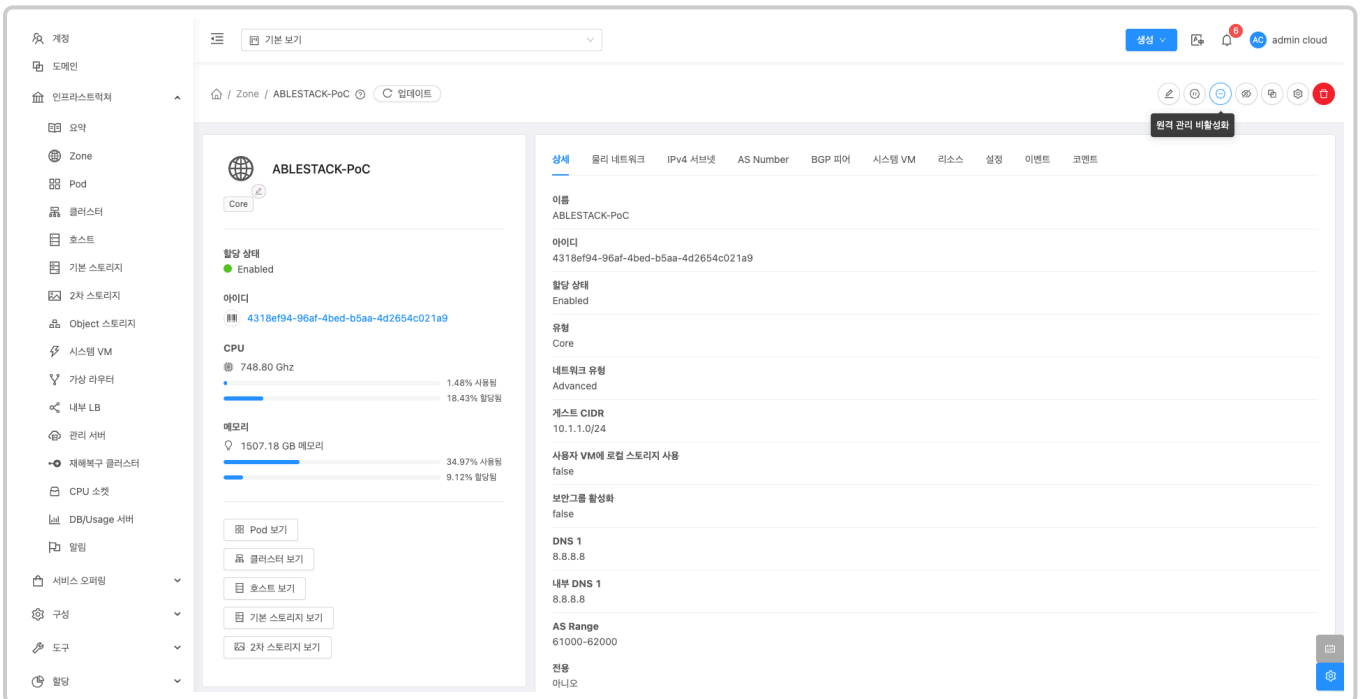 계정
도메인
인프라스트럭쳐
요약
Zone
Pod
클러스터
호스트
기본 스토리지
2차 스토리지
Object 스토리지
시스템 VM
가상 라우터
내부 LB
관리 서버
재해복구 클러스터
CPU 소켓
DB/Usage 서버
알림
서비스 오퍼링
구성
도구
할당
기본 보기
생성
6
AC admin cloud
/ Zone / ABLESTACK-PoC 업데이트
원격 관리 비활성화
ABLESTACK-PoC
Core
할당 상태
Enabled
아이디
4318ef94-96af-4bed-b5aa-4d2654c021a9
CPU
748.80 Ghz
1.48% 사용됨
18.43% 할당됨
메모리
1507.18 GB 메모리
34.97% 사용됨
9.12% 할당됨
Pod 보기
클러스터 보기
호스트 보기
기본 스토리지 보기
2차 스토리지 보기
상세 물리 네트워크 IPv4 서브넷 AS Number BGP 피어 시스템 VM 리소스 설정 이벤트 코멘트
이름
ABLESTACK-PoC
아이디
4318ef94-96af-4bed-b5aa-4d2654c021a9
할당 상태
Enabled
유형
Core
네트워크 유형
Advanced
게스트 CIDR
10.1.1.0/24
사용자 VM에 로컬 스토리지 사용
false
보안그룹 활성화
false
DNS 1
8.8.8.8
내부 DNS 1
8.8.8.8
AS Range
61000-62000
전용
아니오